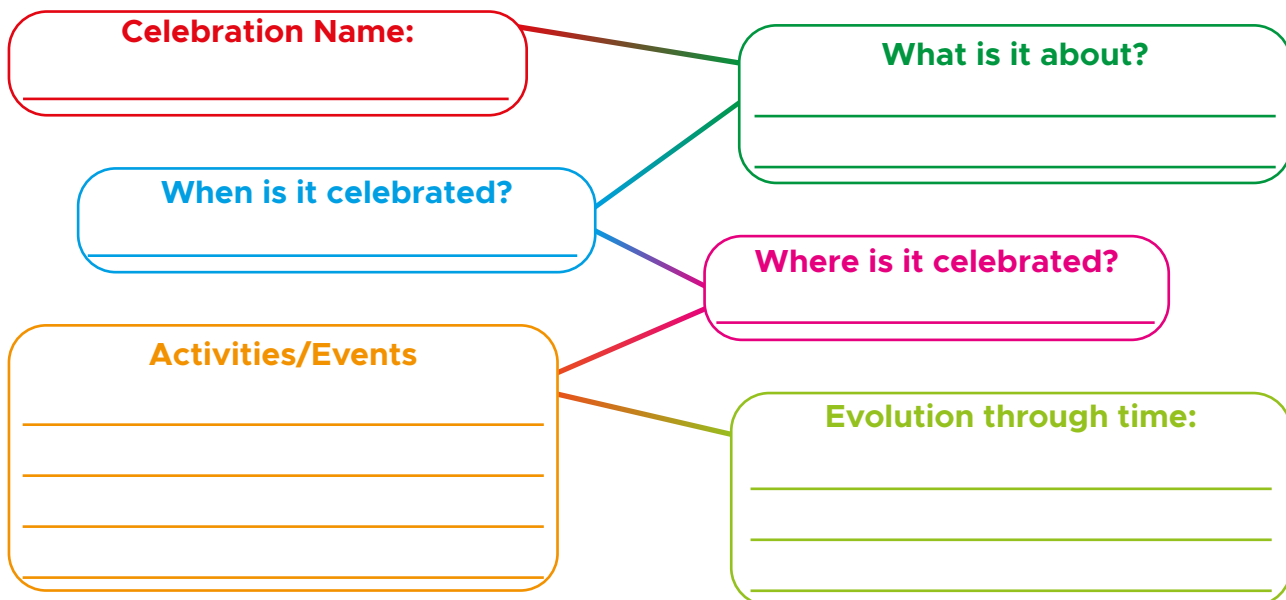 Celebration Name:
What is it about?
When is it celebrated?
Where is it celebrated?
Activities/Events
Evolution through time: